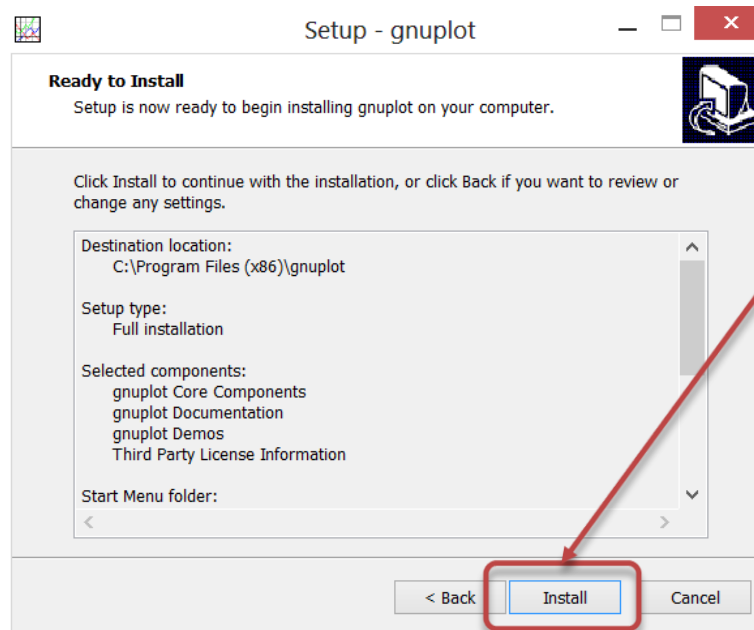 Setup - gnuplot
Ready to Install
Setup is now ready to begin installing gnuplot on your computer.
Click Install to continue with the installation, or click Back if you want to review or
change any settings.
Destination location:
C:\Program Files (x86)\gnuplot
Setup type:
Full installation
Selected components:
gnuplot Core Components
gnuplot Documentation
gnuplot Demos
Third Party License Information
Start Menu folder:
< Back Install Cancel